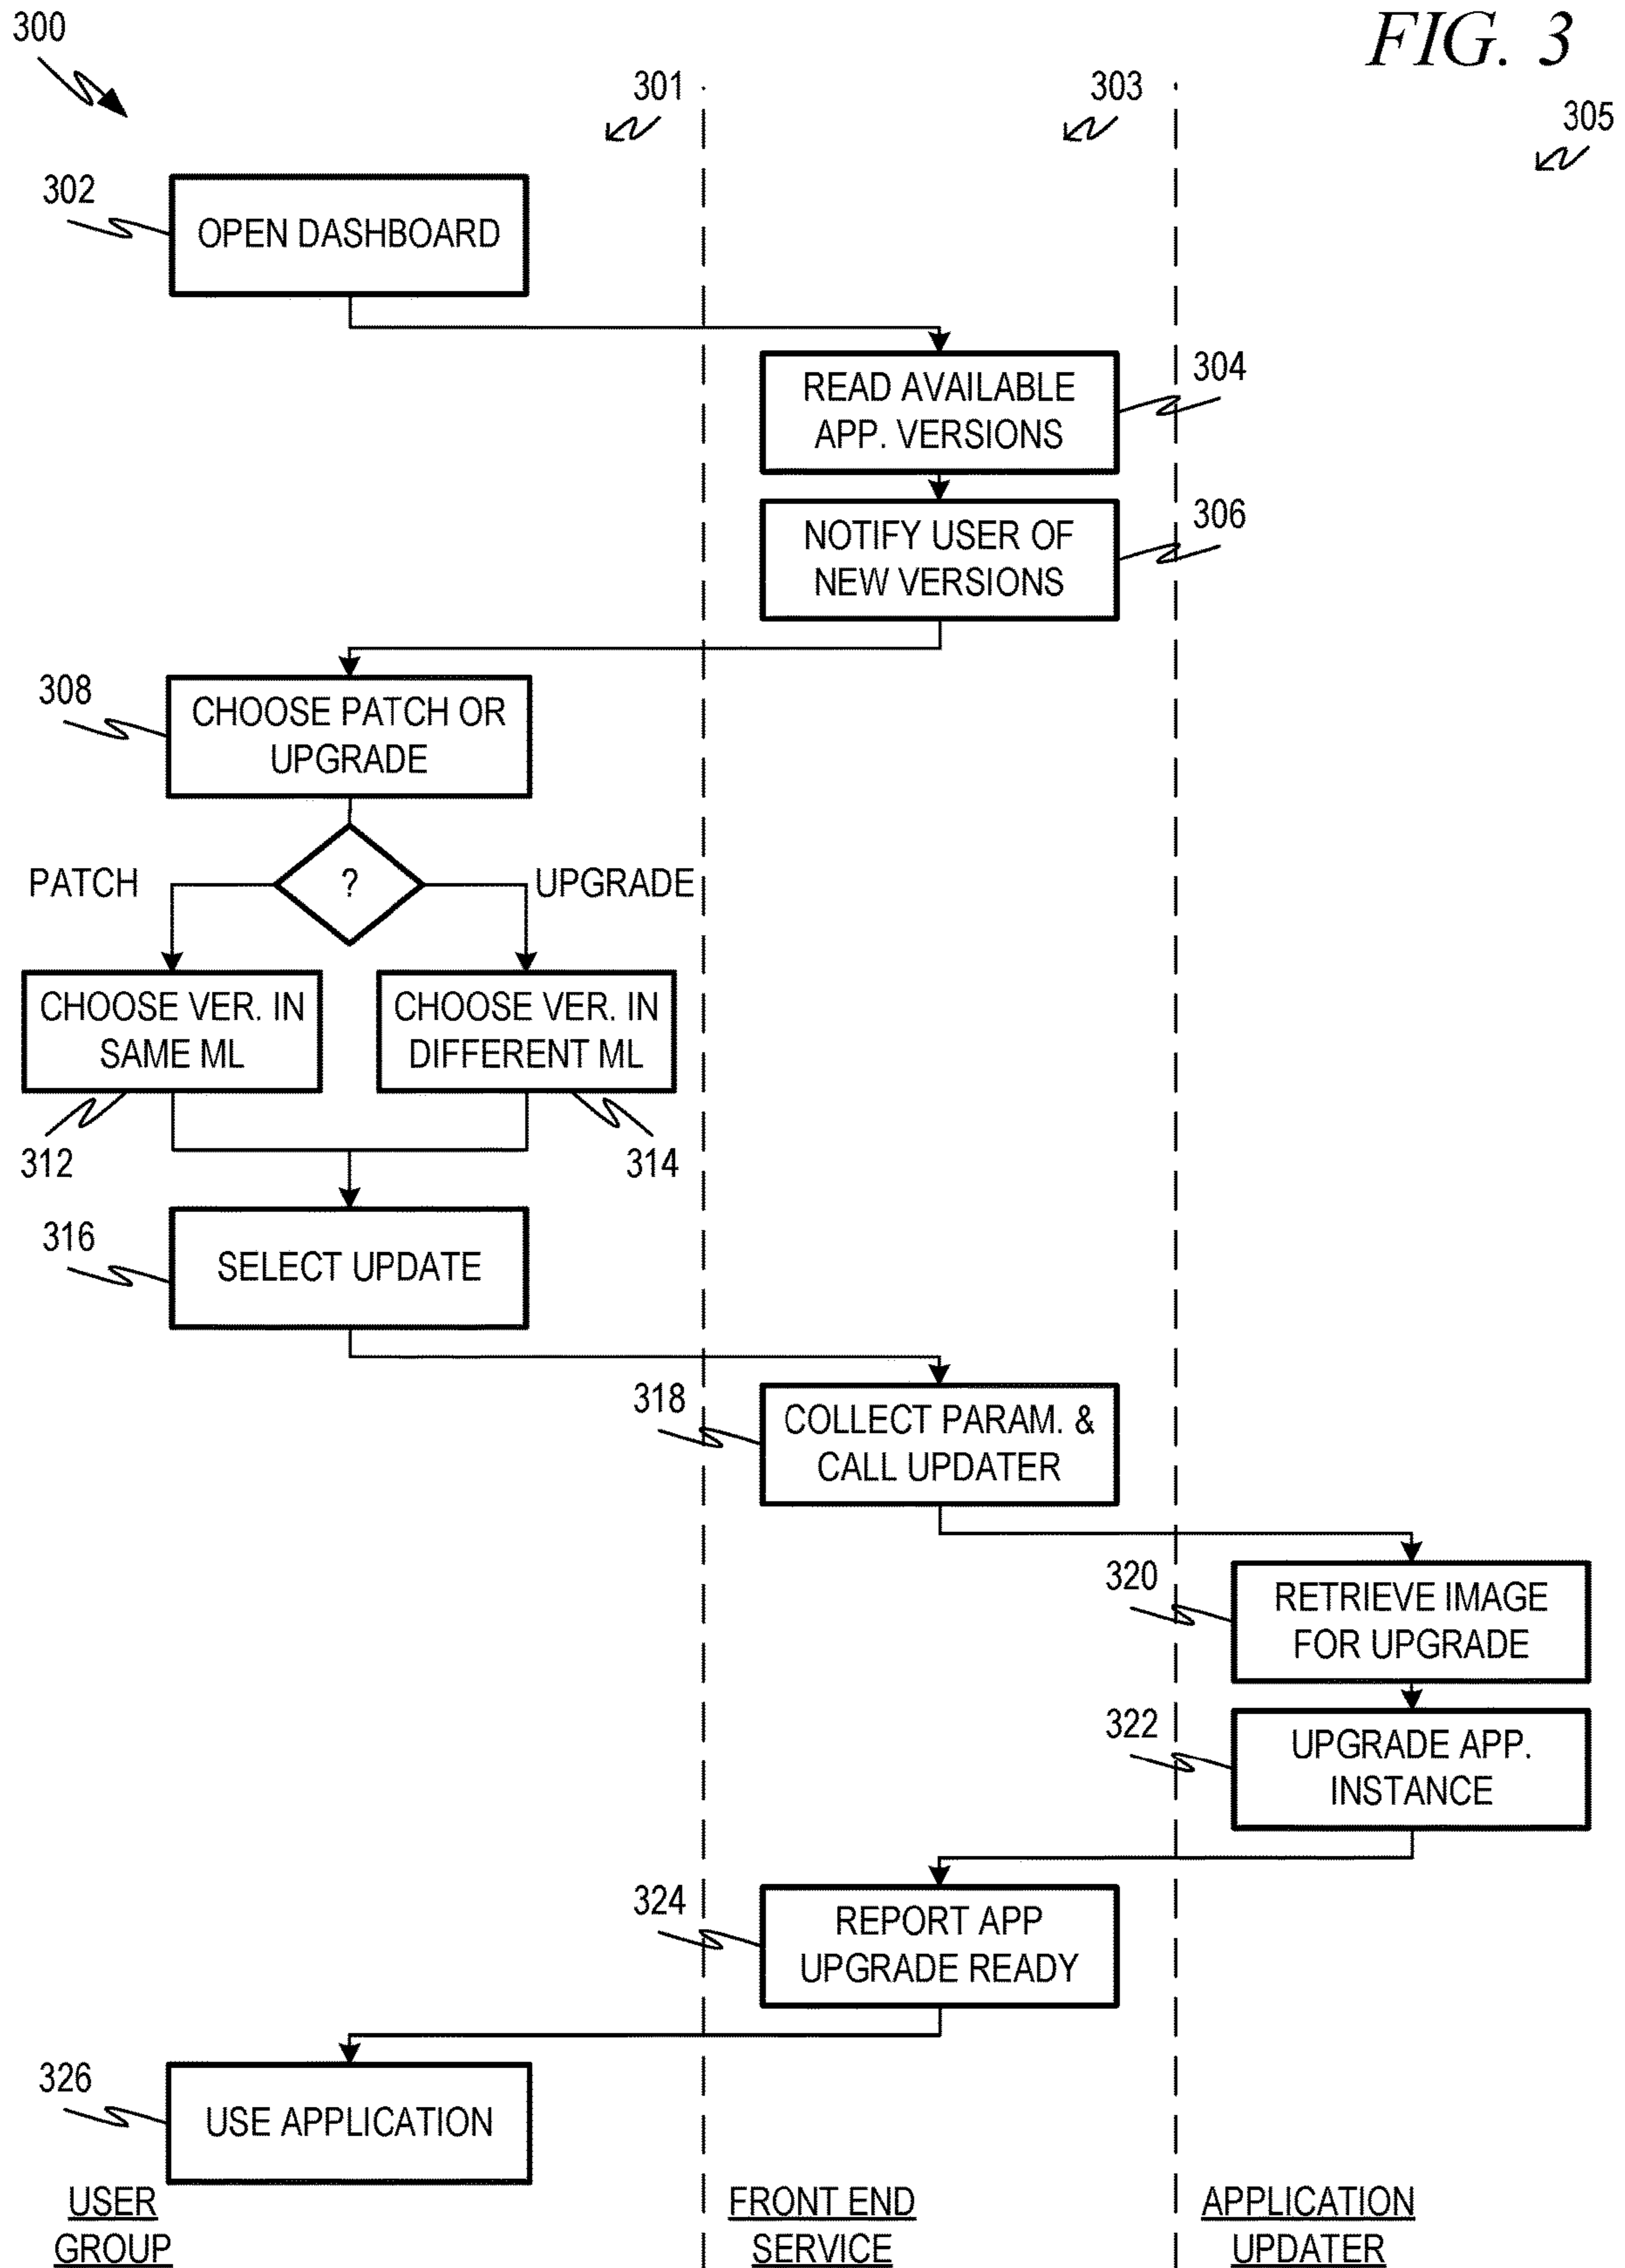 FIG. 3
300
301
303
305
302
OPEN DASHBOARD
READ AVAILABLE
APP. VERSIONS
304
NOTIFY USER OF
NEW VERSIONS
306
308
CHOOSE PATCH OR
UPGRADE
PATCH
?
UPGRADE
CHOOSE VER. IN
SAME ML
CHOOSE VER. IN
DIFFERENT ML
312
314
316
SELECT UPDATE
318
COLLECT PARAM. &
CALL UPDATER
320
RETRIEVE IMAGE
FOR UPGRADE
322
UPGRADE APP.
INSTANCE
324
REPORT APP
UPGRADE READY
326
USE APPLICATION
USER
GROUP
FRONT END
SERVICE
APPLICATION
UPDATER